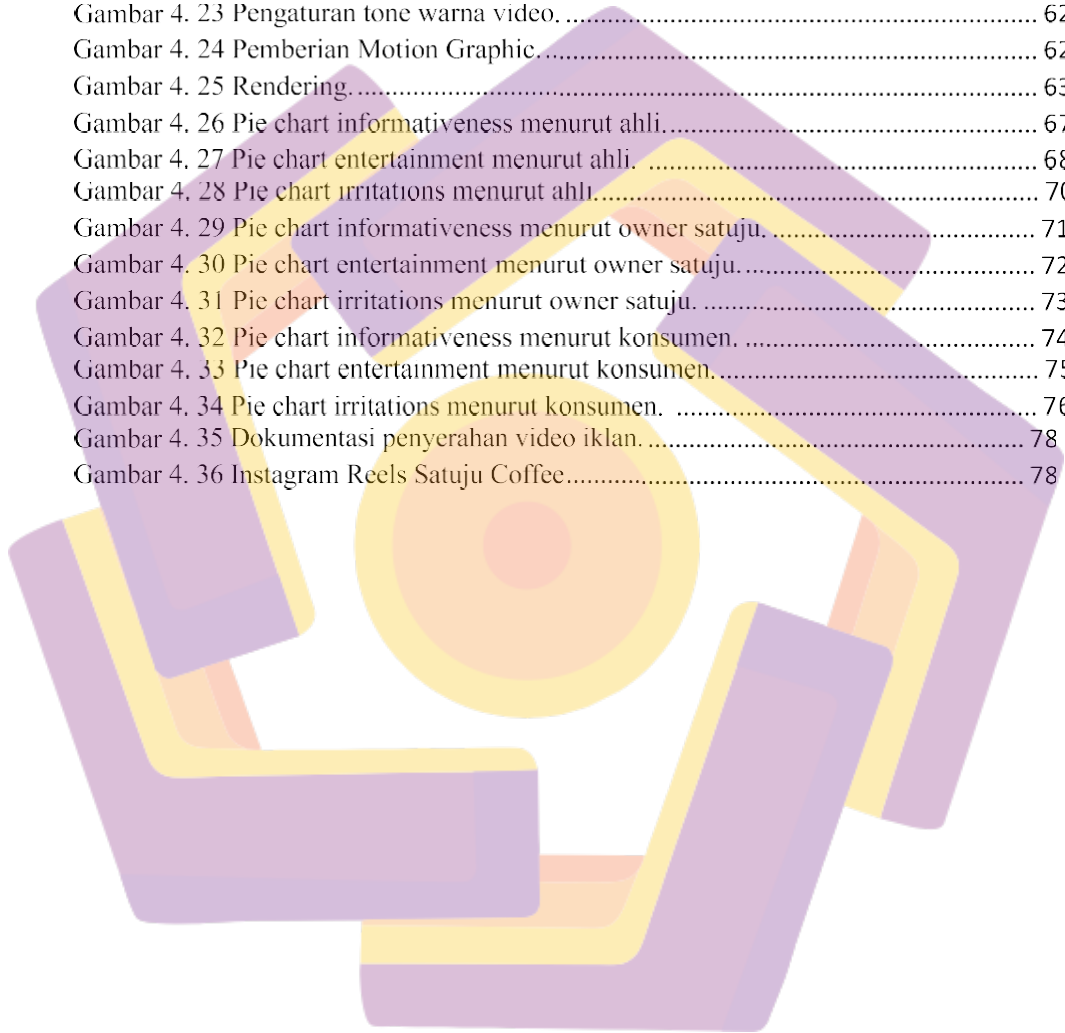 Gambar 4. 23 Pengaturan tone warna video. .......... 62
Gambar 4. 24 Pemberian Motion Graphic. .......... 62
Gambar 4. 25 Rendering. .......... 63
Gambar 4. 26 Pie chart informativeness menurut ahli. .......... 67
Gambar 4. 27 Pie chart entertainment menurut ahli. .......... 68
Gambar 4. 28 Pie chart irritations menurut ahli. .......... 70
Gambar 4. 29 Pie chart informativeness menurut owner satuju. .......... 71
Gambar 4. 30 Pie chart entertainment menurut owner satuju. .......... 72
Gambar 4. 31 Pie chart irritations menurut owner satuju. .......... 73
Gambar 4. 32 Pie chart informativeness menurut konsumen. .......... 74
Gambar 4. 33 Pie chart entertainment menurut konsumen. .......... 75
Gambar 4. 34 Pie chart irritations menurut konsumen. .......... 76
Gambar 4. 35 Dokumentasi penyerahan video iklan. .......... 78
Gambar 4. 36 Instagram Reels Satuju Coffee .......... 78